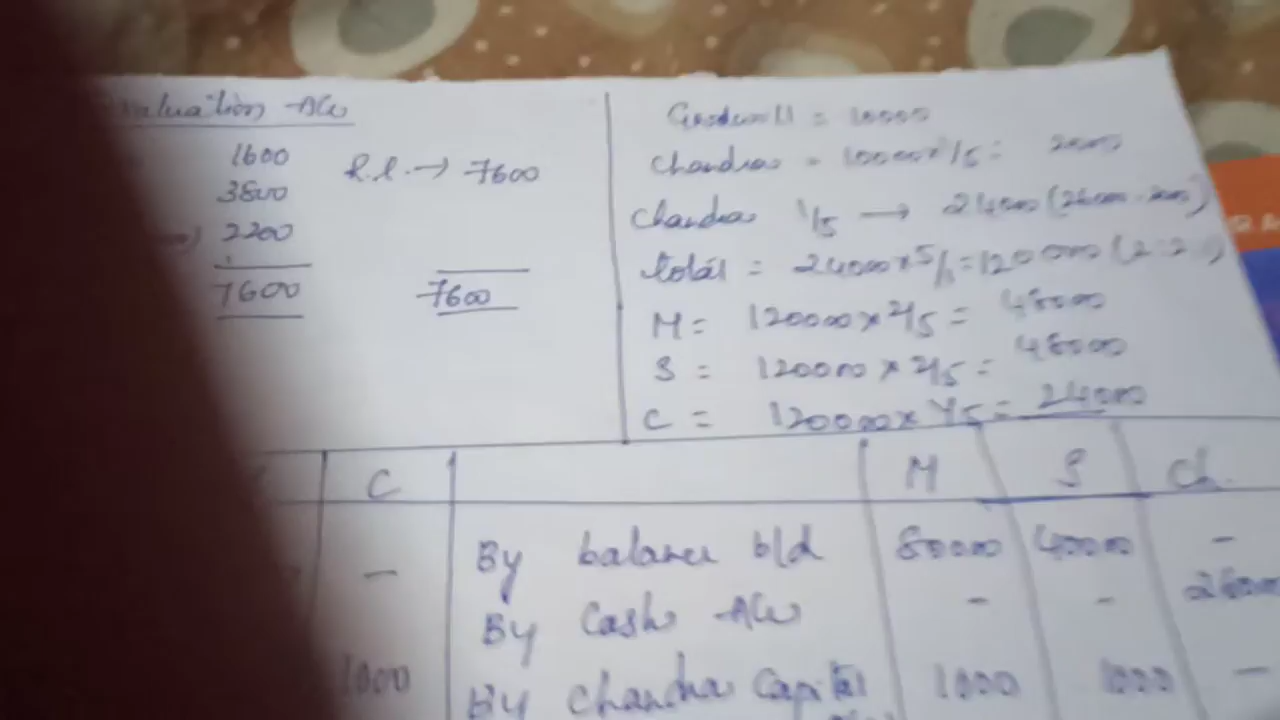 valuation A/c
1600
3800
2200
7600
R.L. → 7600
7600
Goodwill = 10000
Chandra = 10000 x 1/5 = 2000
Chandra 1/5 → 24000 (26000 - 2000)
total = 24000 x 5/1 = 120000 (2:2
M = 120000 x 2/5 = 48000
S = 120000 x 2/5 = 48000
C = 120000 x 1/5 = 24000
C M S Ch.
- By balance b/d 80000 40000 -
By Cash A/c - - 26000
1000 By Chandra Capital 1000 1000 -